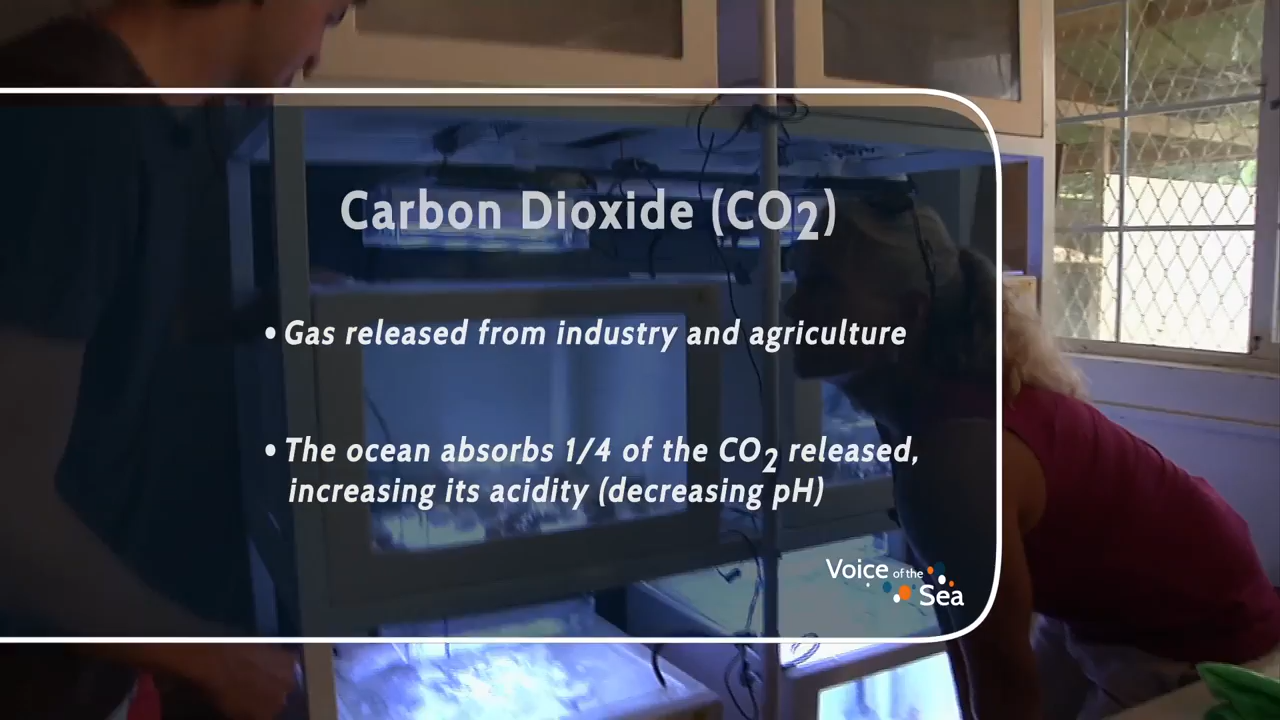 Carbon Dioxide (CO2)
• Gas released from industry and agriculture
• The ocean absorbs 1/4 of the CO2 released,
increasing its acidity (decreasing pH)
Voice of the
Sea